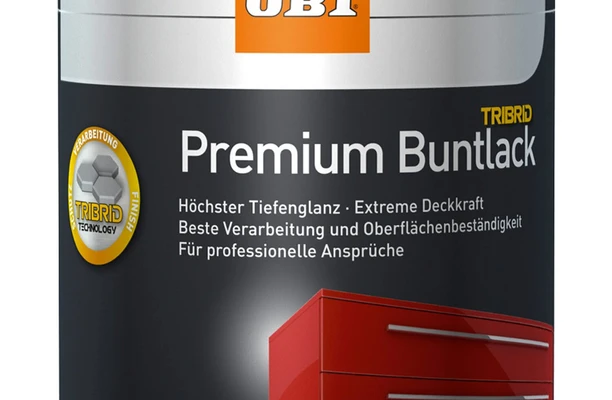 OBI
TRIBRID
Premium Buntlack
Höchster Tiefenglanz · Extreme Deckkraft
Beste Verarbeitung und Oberflächenbeständigkeit
Für professionelle Ansprüche
VERARBEITUNG
SCHUTZ
FINISH
TRIBRID
TECHNOLOGY